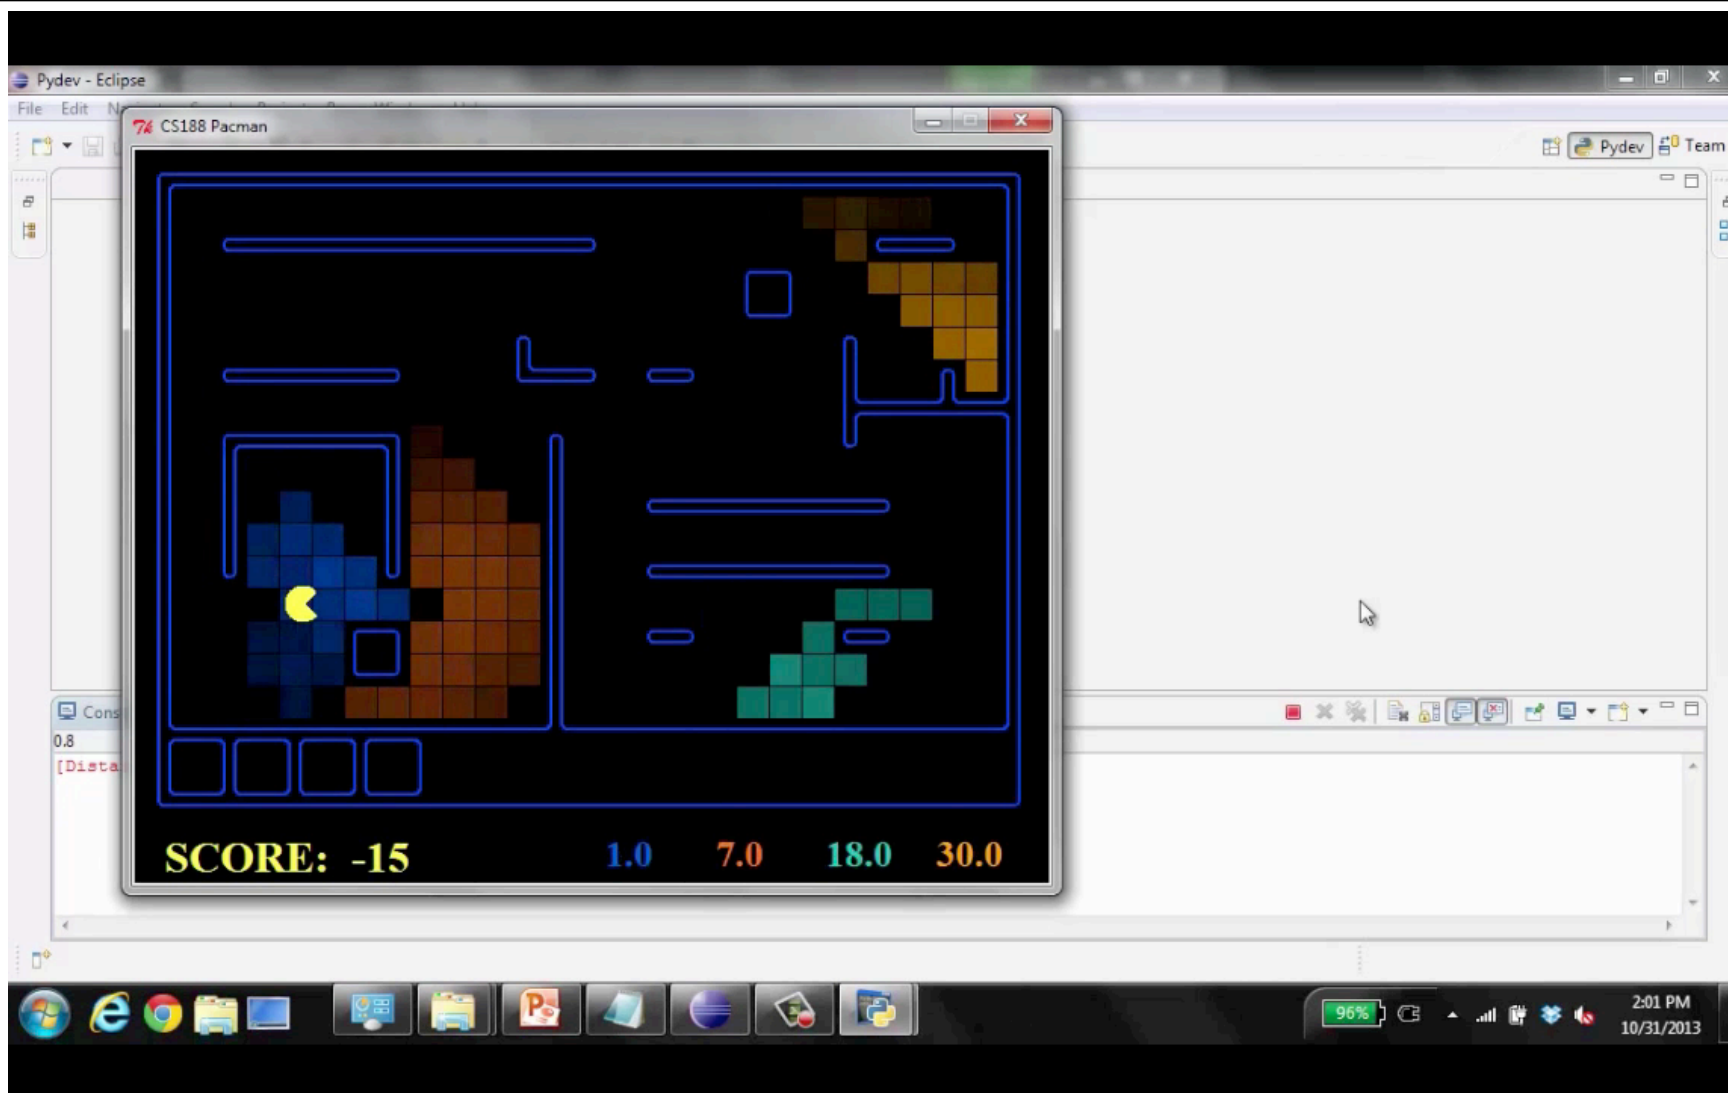 Pydev - Eclipse
File Edit
CS188 Pacman
Pydev
Team
Cons
0.8
[Dista
SCORE: -15
1.0 7.0 18.0 30.0
96%
2:01 PM
10/31/2013